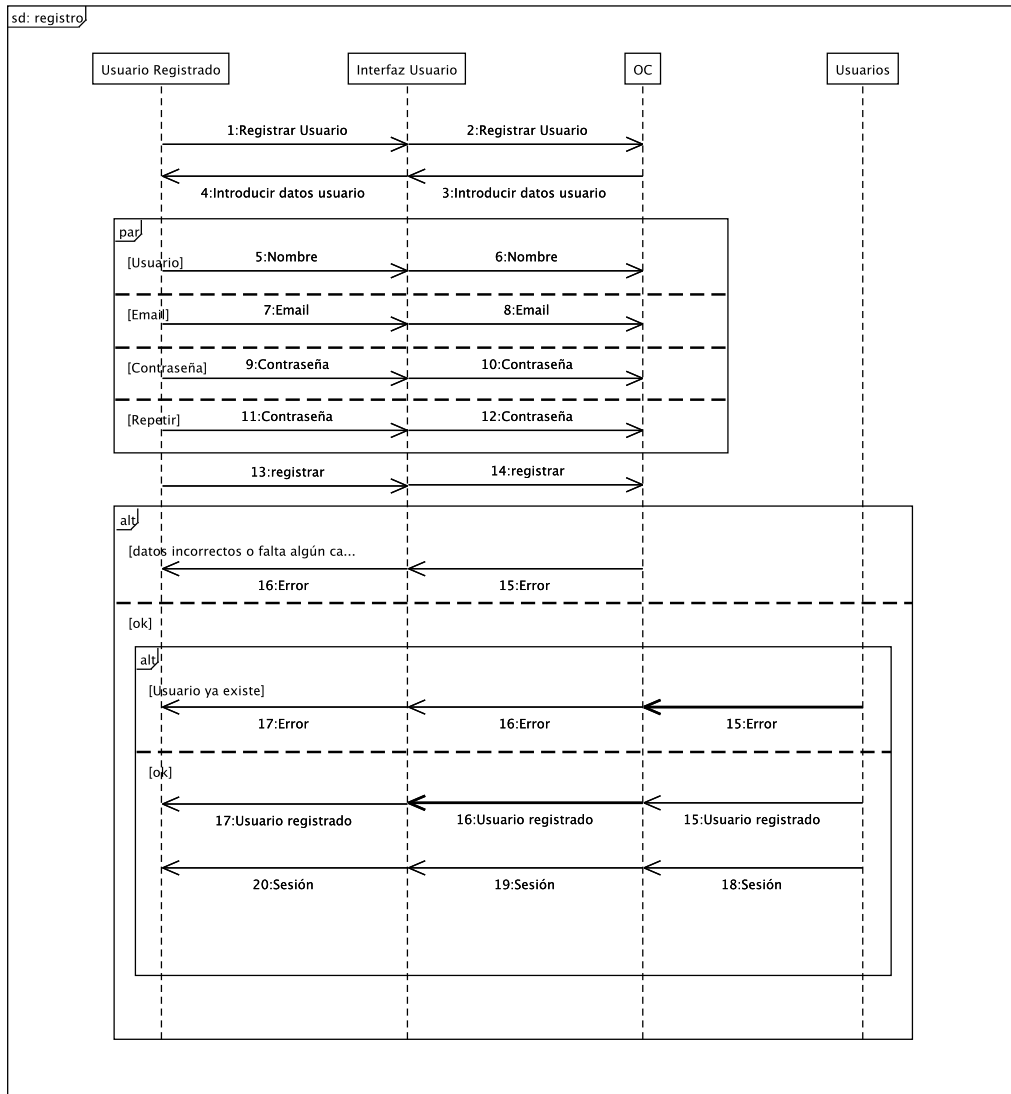 sd: registro
Usuario Registrado
Interfaz Usuario
OC
Usuarios
1:Registrar Usuario
2:Registrar Usuario
4:Introducir datos usuario
3:Introducir datos usuario
par
[Usuario]
5:Nombre
6:Nombre
[Email]
7:Email
8:Email
[Contraseña]
9:Contraseña
10:Contraseña
[Repetir]
11:Contraseña
12:Contraseña
13:registrar
14:registrar
alt
[datos incorrectos o falta algún ca...
16:Error
15:Error
[ok]
alt
[Usuario ya existe]
17:Error
16:Error
15:Error
[ok]
17:Usuario registrado
16:Usuario registrado
15:Usuario registrado
20:Sesión
19:Sesión
18:Sesión